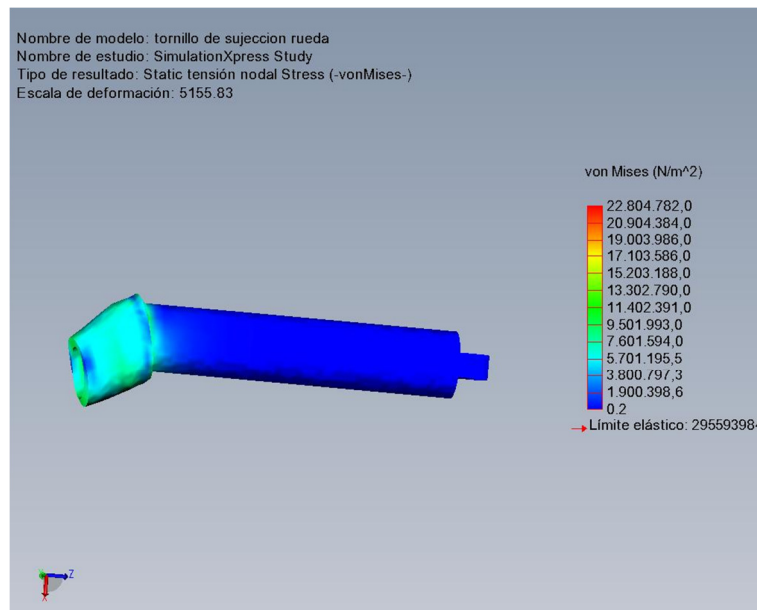 Nombre de modelo: tornillo de sujeccion rueda
Nombre de estudio: SimulationXpress Study
Tipo de resultado: Static tensión nodal Stress (-vonMises-)
Escala de deformación: 5155.83
von Mises (N/m^2)
22.804.782,0
20.904.384,0
19.003.986,0
17.103.586,0
15.203.188,0
13.302.790,0
11.402.391,0
9.501.993,0
7.601.594,0
5.701.195,5
3.800.797,3
1.900.398,6
0.2
Límite elástico:
Z
X